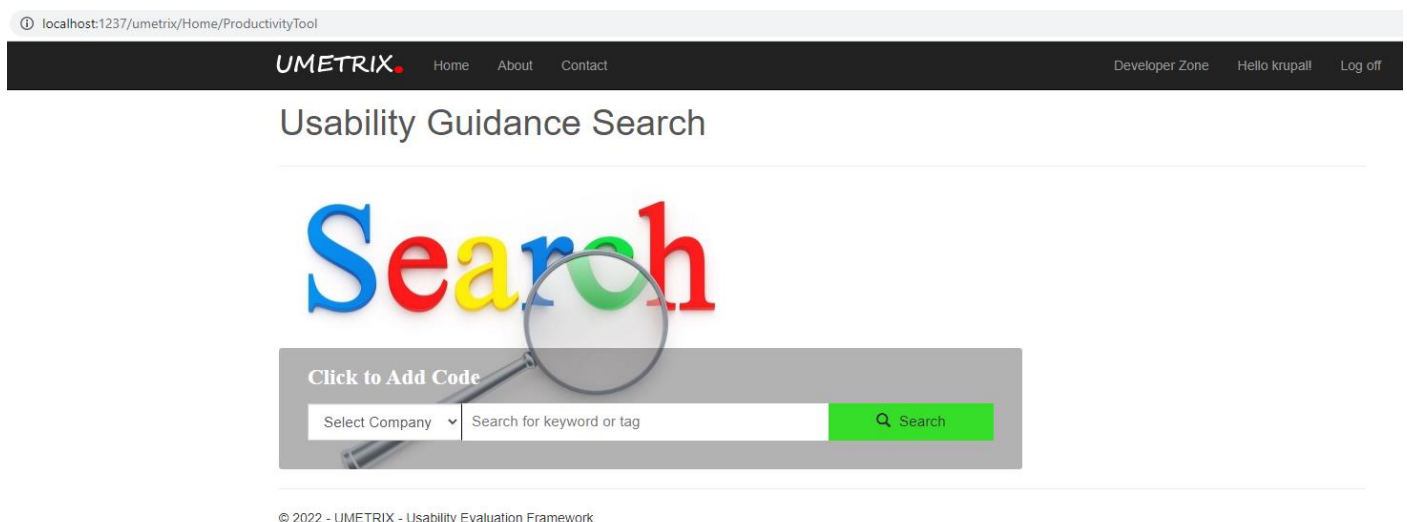 localhost:1237/umetrix/Home/ProductivityTool
UMETRIX. Home About Contact Developer Zone Hello krupal! Log off
Usability Guidance Search
Search
Click to Add Code
Select Company Search for keyword or tag Search
© 2022 - UMETRIX - Usability Evaluation Framework